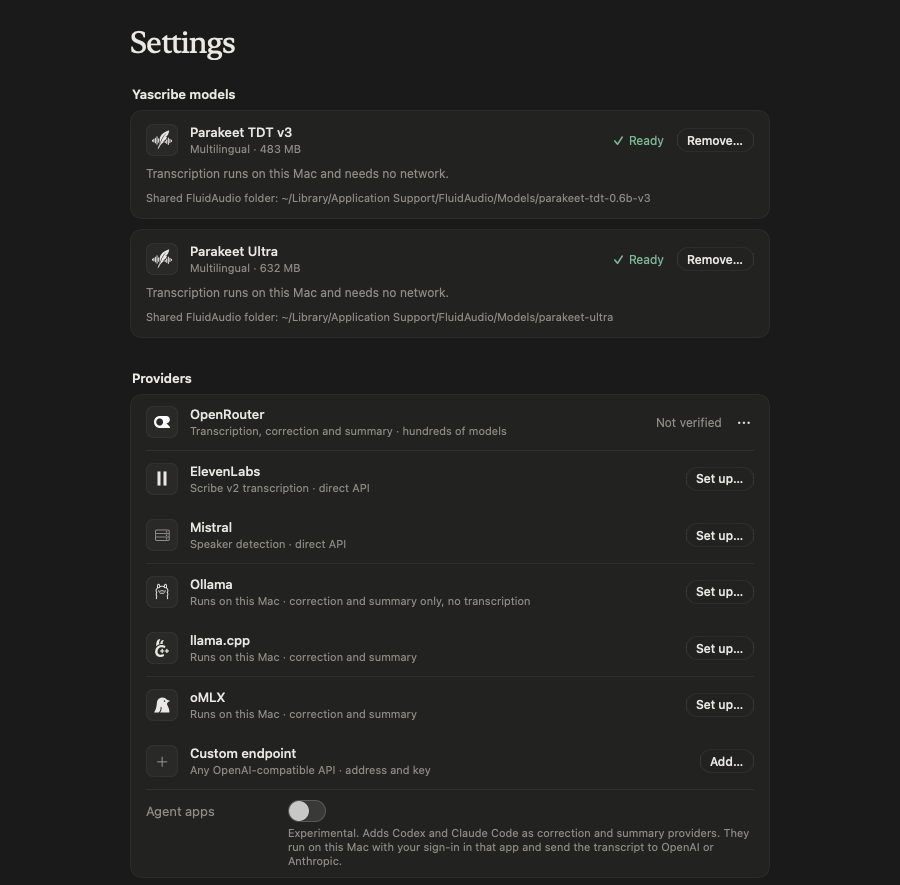 Settings
Yascribe models
Parakeet TDT v3
Multilingual · 483 MB
✓ Ready
Remove...
Transcription runs on this Mac and needs no network.
Shared FluidAudio folder: ~/Library/Application Support/FluidAudio/Models/parakeet-tdt-0.6b-v3
Parakeet Ultra
Multilingual · 632 MB
✓ Ready
Remove...
Transcription runs on this Mac and needs no network.
Shared FluidAudio folder: ~/Library/Application Support/FluidAudio/Models/parakeet-ultra
Providers
OpenRouter
Transcription, correction and summary · hundreds of models
Not verified
ElevenLabs
Scribe v2 transcription · direct API
Set up...
Mistral
Speaker detection · direct API
Set up...
Ollama
Runs on this Mac · correction and summary only, no transcription
Set up...
llama.cpp
Runs on this Mac · correction and summary
Set up...
oMLX
Runs on this Mac · correction and summary
Set up...
Custom endpoint
Any OpenAI-compatible API · address and key
Add...
Agent apps
Experimental. Adds Codex and Claude Code as correction and summary providers. They
run on this Mac with your sign-in in that app and send the transcript to OpenAI or
Anthropic.